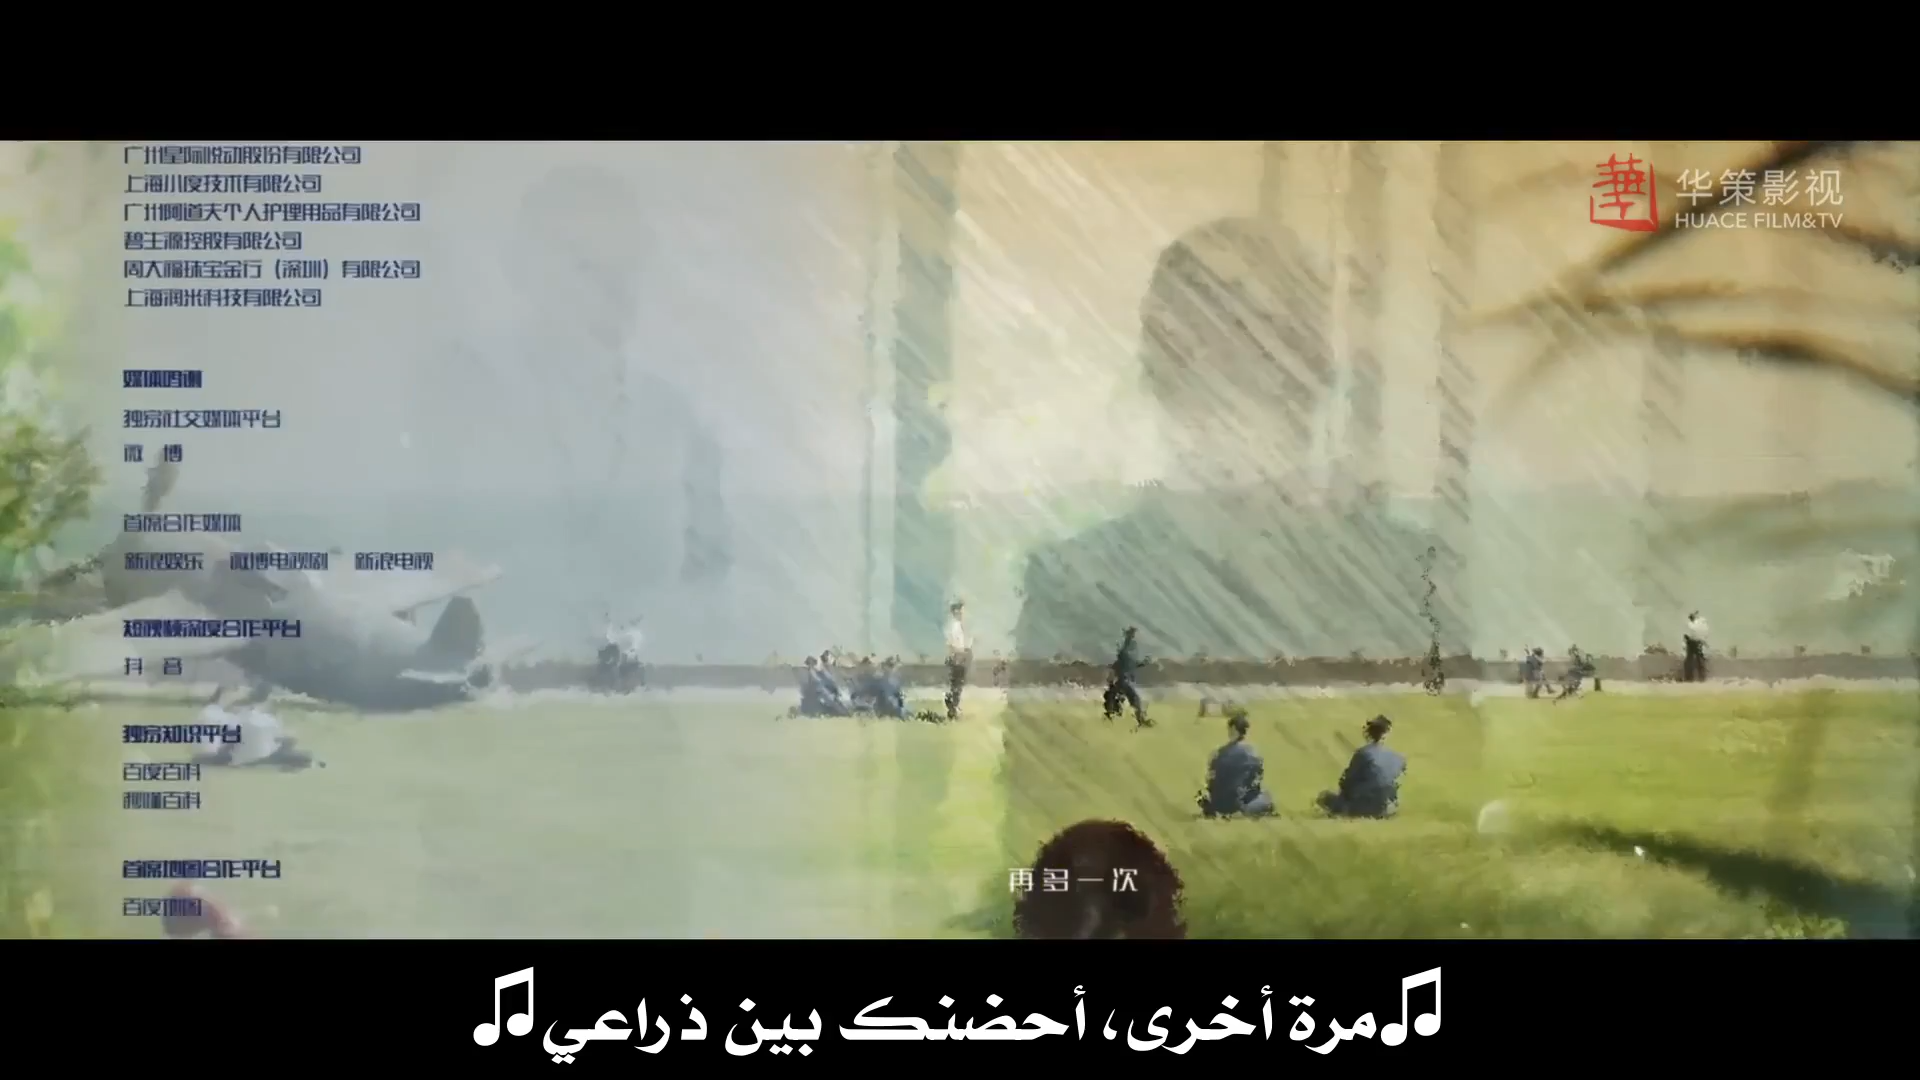 广州星际悦动股份有限公司
上海小度技术有限公司
广州阿道夫个人护理用品有限公司
碧生源控股有限公司
周大福珠宝金行（深圳）有限公司
上海润米科技有限公司
媒体鸣谢
独家社交媒体平台
微 博
首席合作媒体
新浪娱乐 微博电视剧 新浪电视
短视频深度合作平台
抖 音
独家知识平台
百度百科
秒懂百科
首席地图合作平台
百度地图
華 华策影视
HUACE FILM&TV
再多一次
♫مرة أخرى، أحضنك بين ذراعي♫